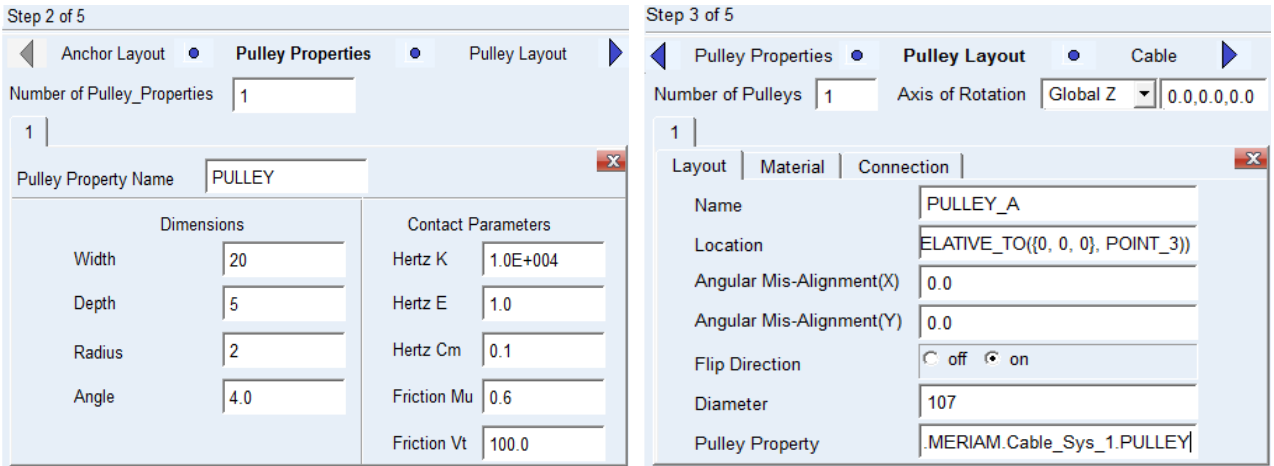 Step 2 of 5
Anchor Layout Pulley Properties Pulley Layout
Number of Pulley_Properties 1
1
Pulley Property Name PULLEY
Dimensions Contact Parameters
Width 20 Hertz K 1.0E+004
Depth 5 Hertz E 1.0
Radius 2 Hertz Cm 0.1
Angle 4.0 Friction Mu 0.6
Friction Vt 100.0
Step 3 of 5
Pulley Properties Pulley Layout Cable
Number of Pulleys 1 Axis of Rotation Global Z 0.0,0.0,0.0
1
Layout Material Connection
Name PULLEY_A
Location ELATIVE_TO({0, 0, 0}, POINT_3))
Angular Mis-Alignment(X) 0.0
Angular Mis-Alignment(Y) 0.0
Flip Direction off on
Diameter 107
Pulley Property .MERIAM.Cable_Sys_1.PULLEY